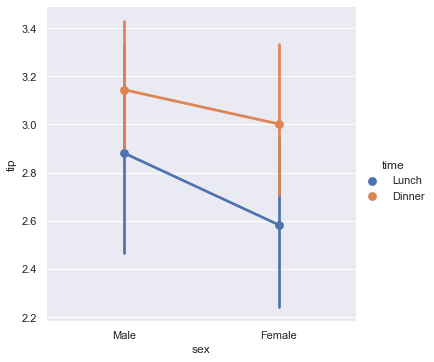 3.4
3.2
3.0
2.8
2.6
2.4
2.2
tip
Male Female
sex
time
Lunch
Dinner